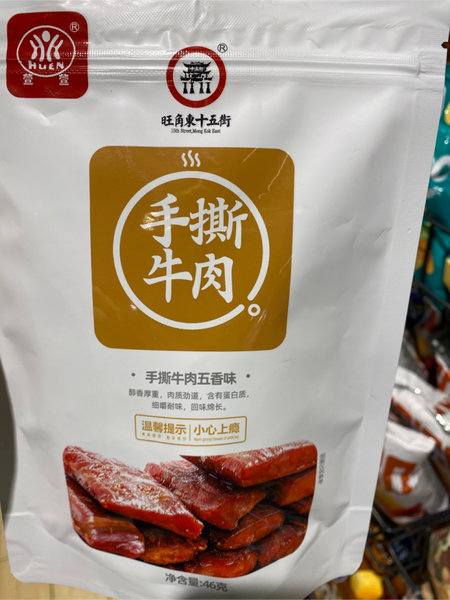 HUEN
萱萱
旺角東十五街
15th Street,Mong Kok East
手撕
牛肉
手撕牛肉五香味
醇香厚重，肉质劲道，含有蛋白质，
细嚼耐味，回味绵长。
温馨提示 小心上瘾
净含量:46克